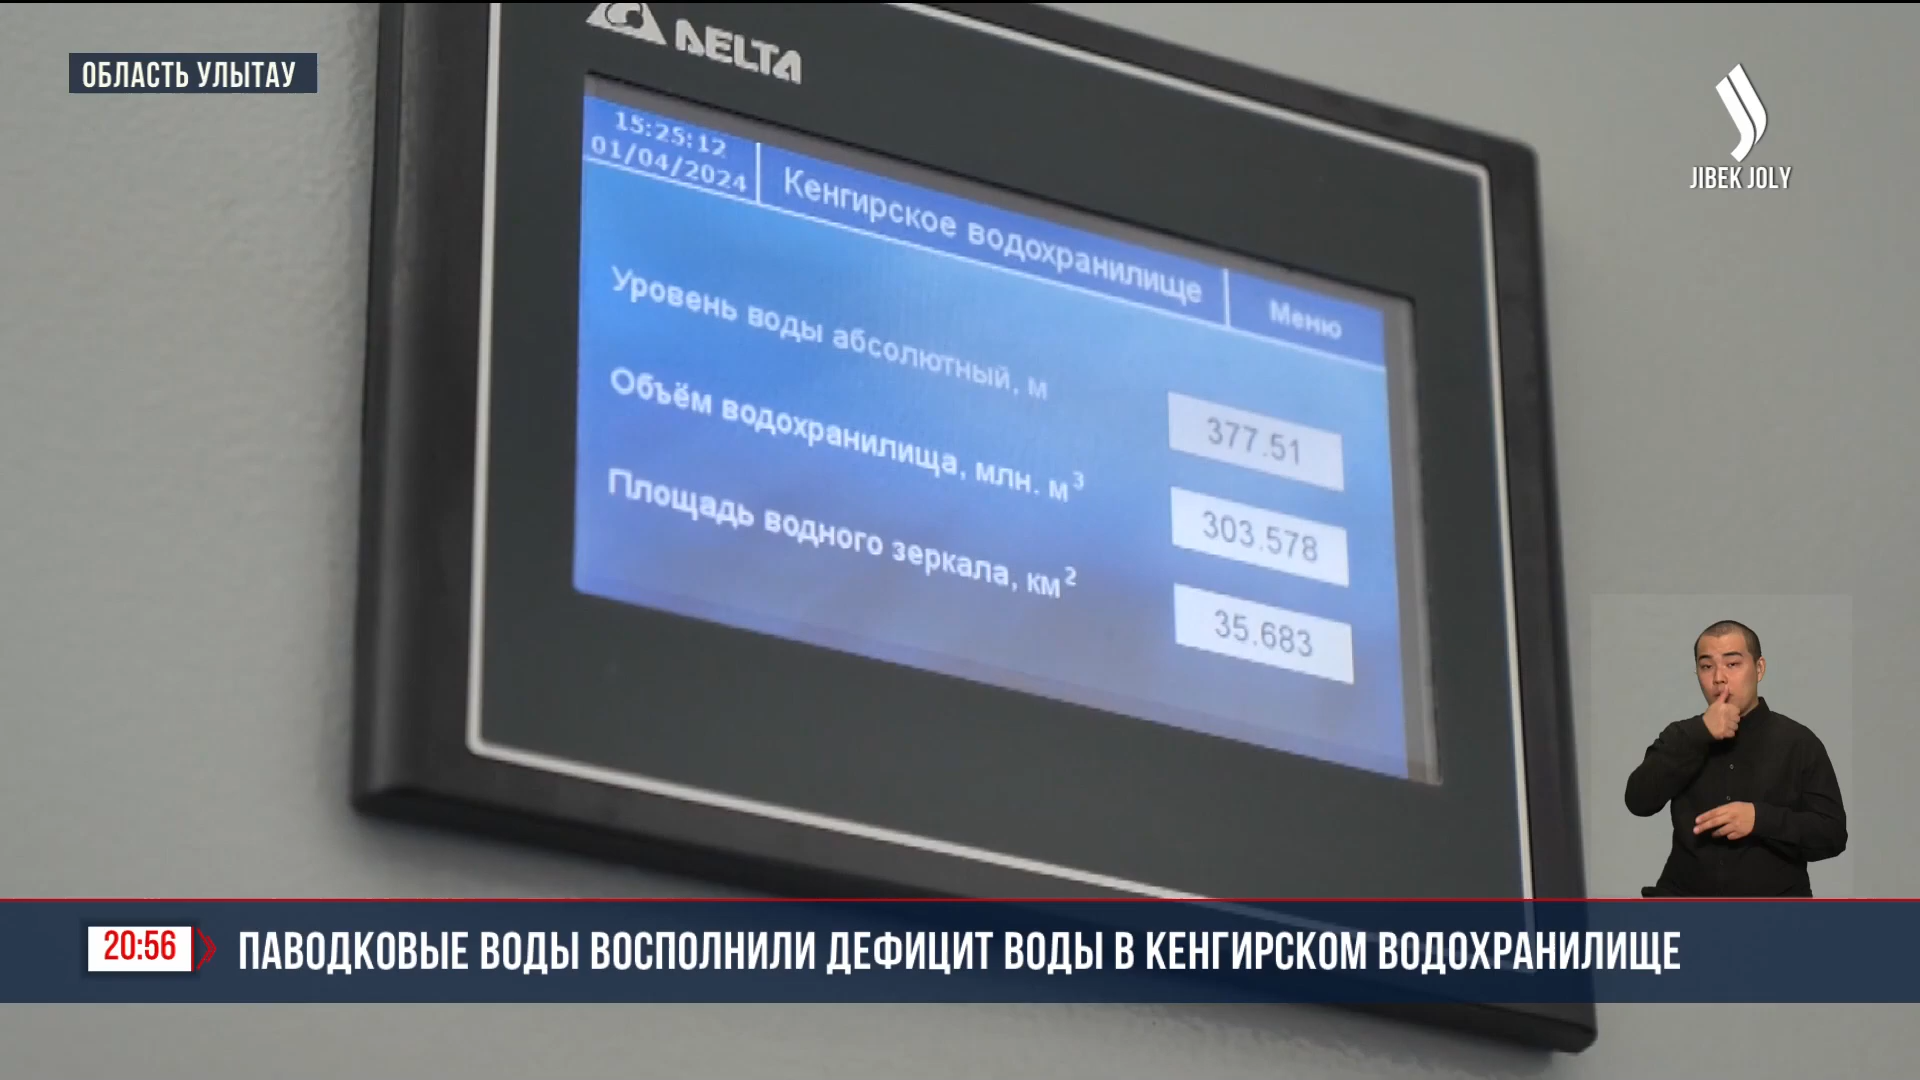 ОБЛАСТЬ УЛЫТАУ
DELTA
JIBEK JOLY
15:25:12
01/04/2024
Кенгирское водохранилище
Меню
Уровень воды абсолютный, м
377.51
Объём водохранилища, млн. м³
303.578
Площадь водного зеркала, км²
35.683
20:56
ПАВОДКОВЫЕ ВОДЫ ВОСПОЛНИЛИ ДЕФИЦИТ ВОДЫ В КЕНГИРСКОМ ВОДОХРАНИЛИЩЕ